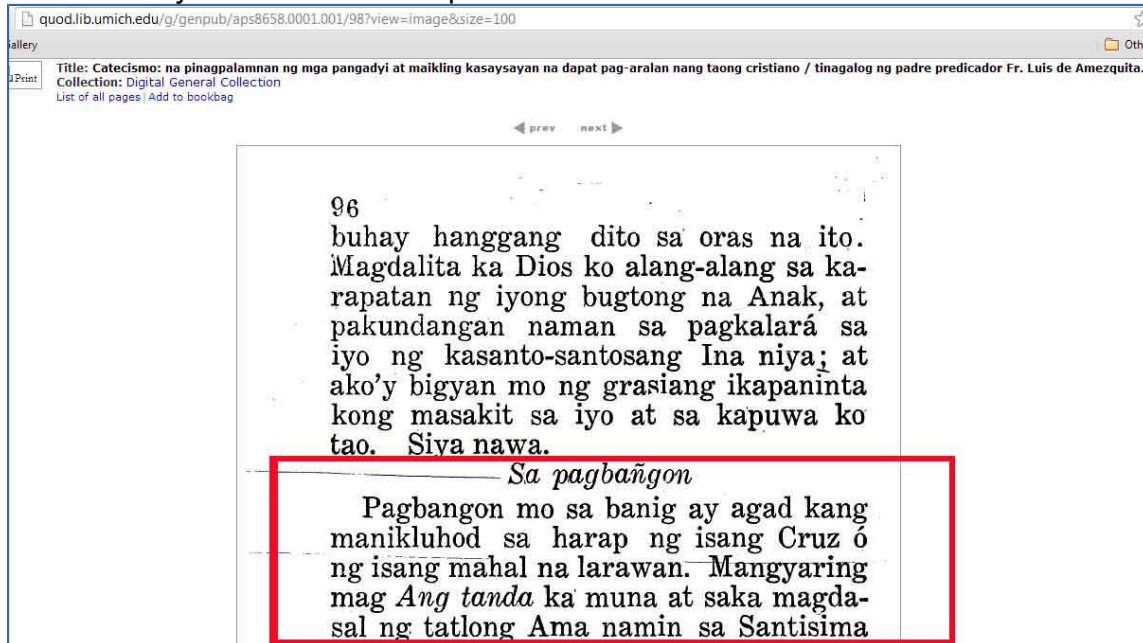 quod.lib.umich.edu/g/genpub/aps8658.0001.001/98?view=image&size=100
allery
Oth
Print
Title: Catecismo: na pinagpalamnan ng mga pangadyi at maikling kasaysayan na dapat pag-aralan nang taong cristiano / tinagalog ng padre predicador Fr. Luis de Amezquita.
Collection: Digital General Collection
List of all pages | Add to bookbag
prev next
96
buhay hanggang dito sa oras na ito.
Magdalita ka Dios ko alang-alang sa ka-
rapatan ng iyong bugtong na Anak, at
pakundangan naman sa pagkalará sa
iyo ng kasanto-santosang Ina niya; at
ako'y bigyan mo ng grasiang ikapaninta
kong masakit sa iyo at sa kapuwa ko
tao. Siya nawa.
Sa pagbañgon
Pagbangon mo sa banig ay agad kang
manikluhod sa harap ng isang Cruz ó
ng isang mahal na larawan. Mangyaring
mag Ang tanda ka muna at saka magda-
sal ng tatlong Ama namin sa Santisima